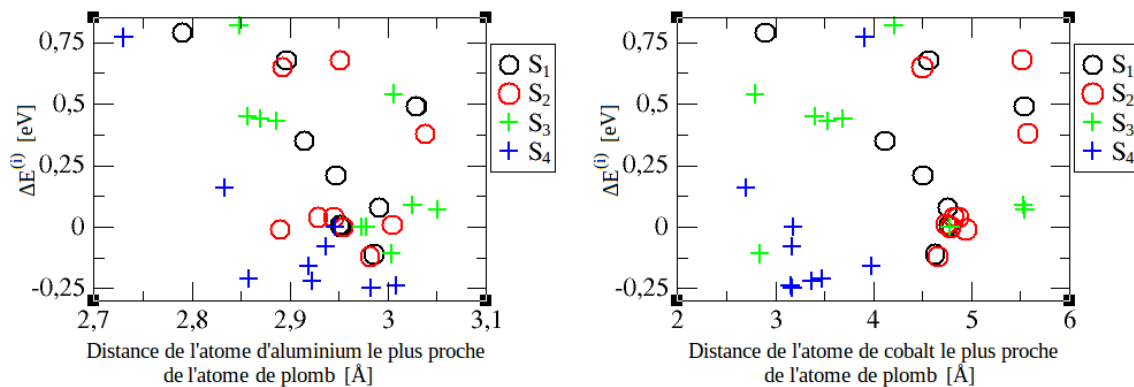 0,75
0,5
0,25
0
-0,25
ΔE(i) [eV]
2,7 2,8 2,9 3 3,1
Distance de l'atome d'aluminium le plus proche
de l'atome de plomb [Å]
S1
S2
S3
S4
0,75
0,5
0,25
0
-0,25
ΔE(i) [eV]
2 3 4 5 6
Distance de l'atome de cobalt le plus proche
de l'atome de plomb [Å]
S1
S2
S3
S4